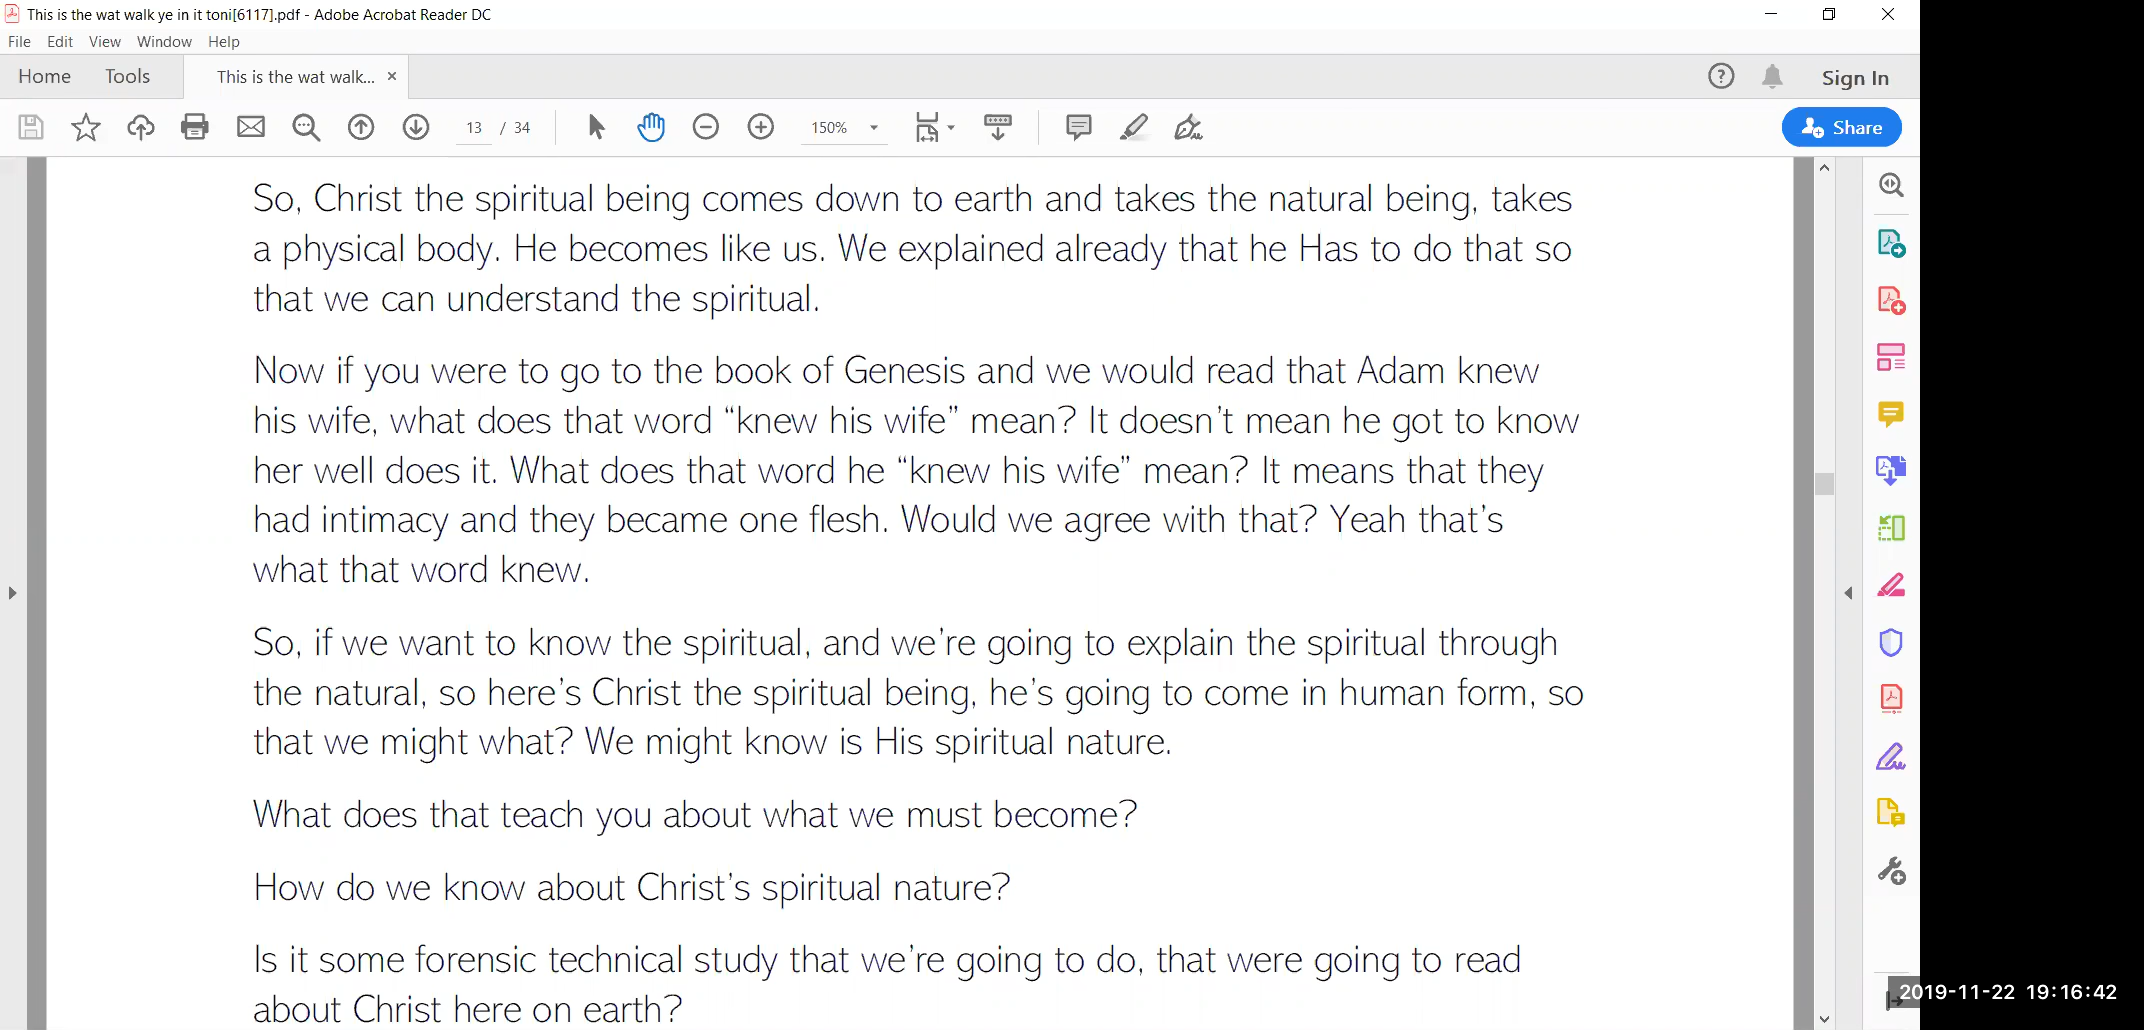 This is the wat walk ye in it toni[6117].pdf - Adobe Acrobat Reader DC
File Edit View Window Help
Home Tools This is the wat walk... × Sign In
13 / 34 150% Share
So, Christ the spiritual being comes down to earth and takes the natural being, takes
a physical body. He becomes like us. We explained already that he Has to do that so
that we can understand the spiritual.
Now if you were to go to the book of Genesis and we would read that Adam knew
his wife, what does that word “knew his wife” mean? It doesn’t mean he got to know
her well does it. What does that word he “knew his wife” mean? It means that they
had intimacy and they became one flesh. Would we agree with that? Yeah that’s
what that word knew.
So, if we want to know the spiritual, and we’re going to explain the spiritual through
the natural, so here’s Christ the spiritual being, he’s going to come in human form, so
that we might what? We might know is His spiritual nature.
What does that teach you about what we must become?
How do we know about Christ’s spiritual nature?
Is it some forensic technical study that we’re going to do, that were going to read
about Christ here on earth?
2019-11-22 19:16:42